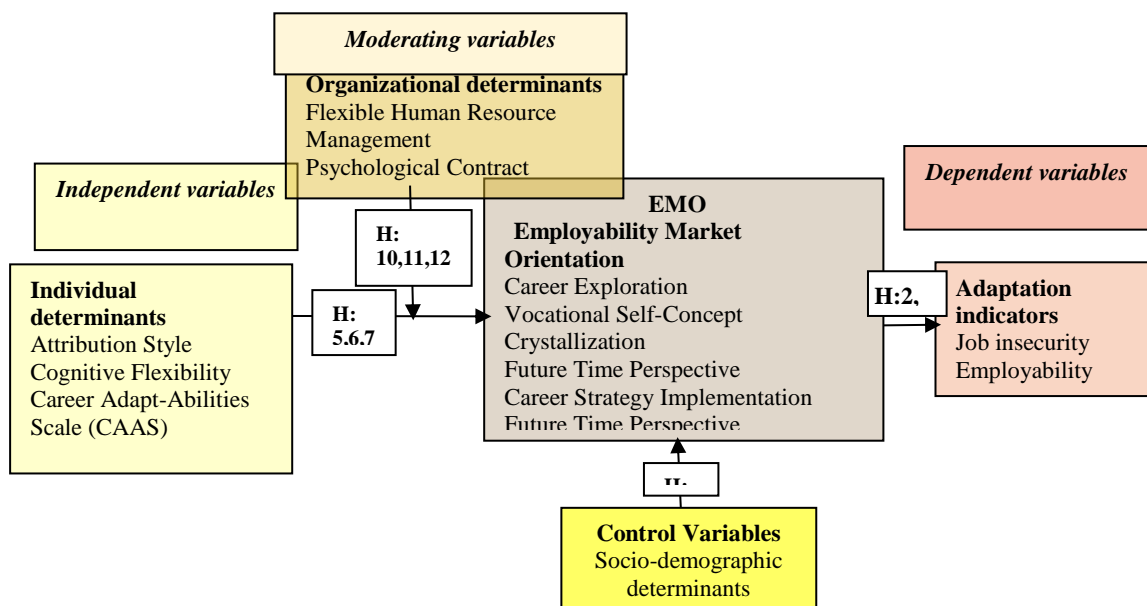 Moderating variables
Organizational determinants
Flexible Human Resource
Management
Psychological Contract
Independent variables
Dependent variables
H:
10,11,12
EMO
Employability Market
Orientation
Career Exploration
Vocational Self-Concept
Crystallization
Future Time Perspective
Career Strategy Implementation
Future Time Perspective
Individual
determinants
Attribution Style
Cognitive Flexibility
Career Adapt-Abilities
Scale (CAAS)
H:
5,6,7
H:2,
Adaptation
indicators
Job insecurity
Employability
H:
Control Variables
Socio-demographic
determinants